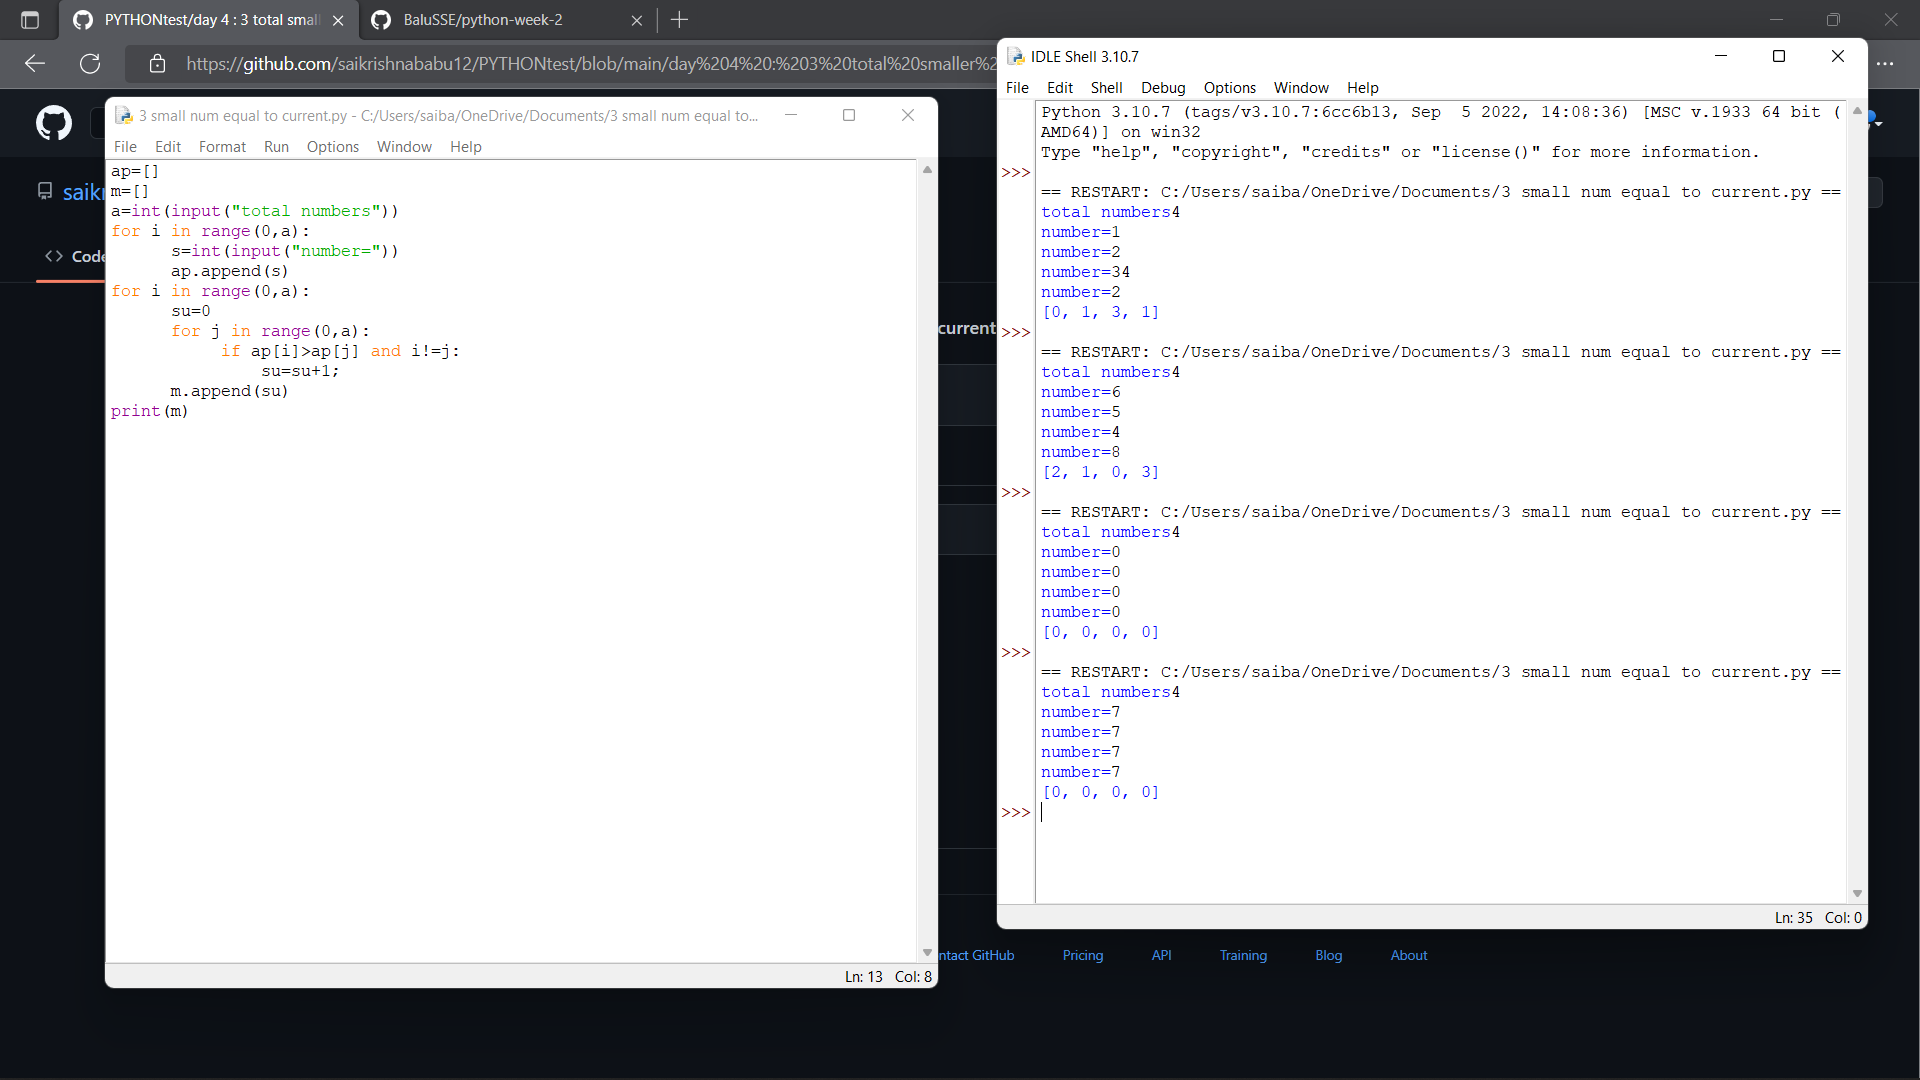 PYTHONtest/day 4 : 3 total smal
BaluSSE/python-week-2
https://github.com/saikrishnababu12/PYTHONtest/blob/main/day%204%20:%203%20total%20smaller%2
saikr
Code
current
3 small num equal to current.py - C:/Users/saiba/OneDrive/Documents/3 small num equal to...
File Edit Format Run Options Window Help
ap=[]
m=[]
a=int(input("total numbers"))
for i in range(0,a):
      s=int(input("number="))
      ap.append(s)
for i in range(0,a):
      su=0
      for j in range(0,a):
           if ap[i]>ap[j] and i!=j:
               su=su+1;
      m.append(su)
print(m)
Ln: 13 Col: 8
IDLE Shell 3.10.7
File Edit Shell Debug Options Window Help
Python 3.10.7 (tags/v3.10.7:6cc6b13, Sep  5 2022, 14:08:36) [MSC v.1933 64 bit (
AMD64)] on win32
Type "help", "copyright", "credits" or "license()" for more information.
>>>
== RESTART: C:/Users/saiba/OneDrive/Documents/3 small num equal to current.py ==
total numbers4
number=1
number=2
number=34
number=2
[0, 1, 3, 1]
>>>
== RESTART: C:/Users/saiba/OneDrive/Documents/3 small num equal to current.py ==
total numbers4
number=6
number=5
number=4
number=8
[2, 1, 0, 3]
>>>
== RESTART: C:/Users/saiba/OneDrive/Documents/3 small num equal to current.py ==
total numbers4
number=0
number=0
number=0
number=0
[0, 0, 0, 0]
>>>
== RESTART: C:/Users/saiba/OneDrive/Documents/3 small num equal to current.py ==
total numbers4
number=7
number=7
number=7
number=7
[0, 0, 0, 0]
>>>
Ln: 35 Col: 0
ntact GitHub Pricing API Training Blog About